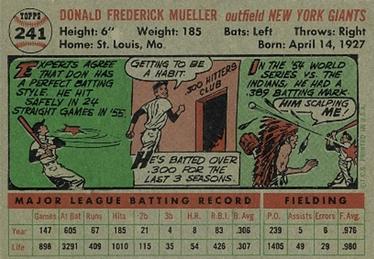 TOPPS
241
DONALD FREDERICK MUELLER outfield NEW YORK GIANTS
Height: 6" Weight: 185 Bats: Left Throws: Right
Home: St. Louis, Mo. Born: April 14, 1927
EXPERTS AGREE
THAT DON HAS
A PERFECT BATTING
STYLE. HE HIT
SAFELY IN 24
STRAIGHT GAMES IN '55.
GETTING TO BE
A HABIT.
.300 HITTERS
CLUB
HE'S BATTED OVER
.300 FOR THE
LAST 3 SEASONS.
IN THE '54 WORLD
SERIES VS. THE
INDIANS, HE HAD A
.389 BATTING MARK.
HIM SCALPING
ME!
MAJOR LEAGUE BATTING RECORD FIELDING
Games At Bat Runs Hits 2b 3b H.R. R.B.I. B. Avg P.O. Assists Errors F. Avg.
Year 147 605 67 185 21 4 8 83 .306 239 5 6 .976
Life 898 3291 409 1010 115 35 54 427 .307 1405 49 29 .980